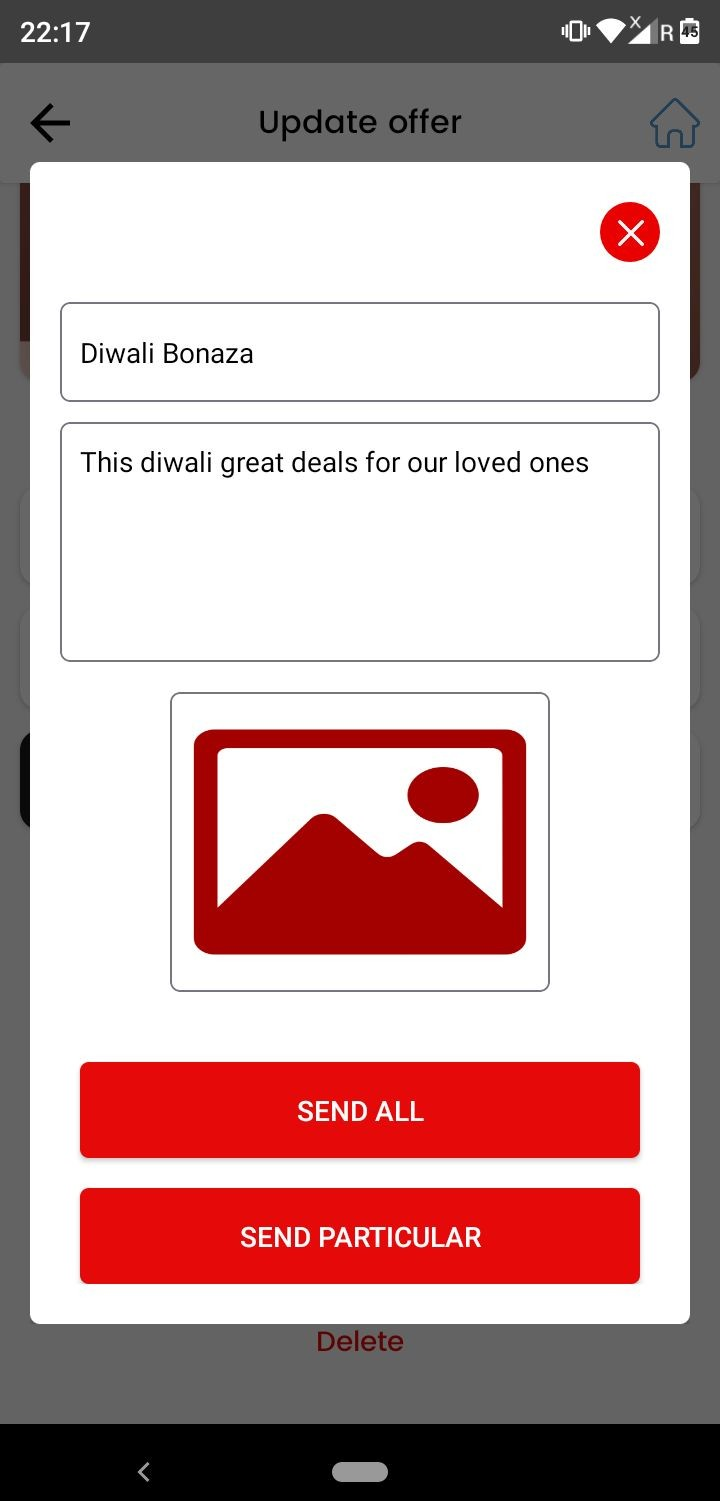 22:17
X
R
45
Update offer
Diwali Bonaza
This diwali great deals for our loved ones
SEND ALL
SEND PARTICULAR
Delete